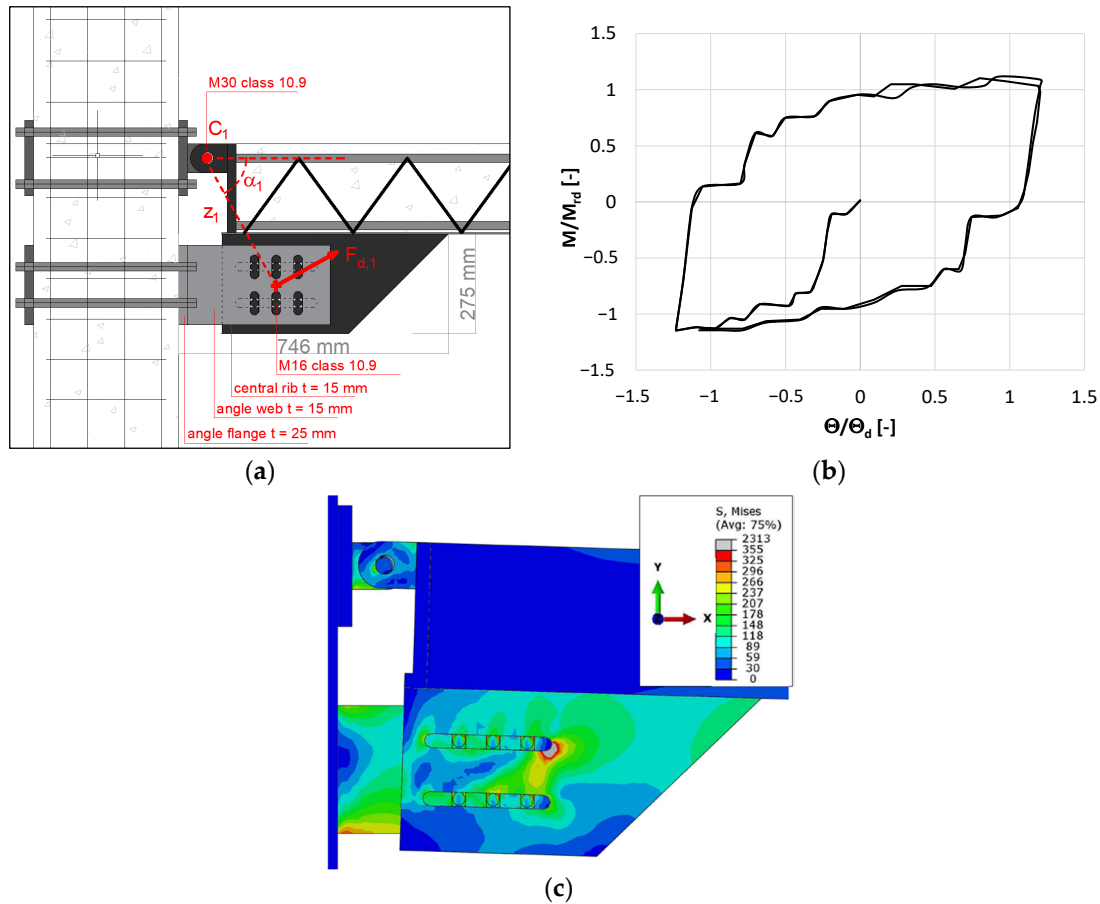 M30 class 10.9
C₁
α₁
z₁
F_d,1
275 mm
746 mm
M16 class 10.9
central rib t = 15 mm
angle web t = 15 mm
angle flange t = 25 mm
(a)
1.5
1
0.5
0
−0.5
−1
−1.5
M/M_rd [-]
−1.5 −1 −0.5 0 0.5 1 1.5
Θ/Θ_d [-]
(b)
S, Mises
(Avg: 75%)
2313
355
325
296
266
237
207
178
148
118
89
59
30
0
Y
X
(c)